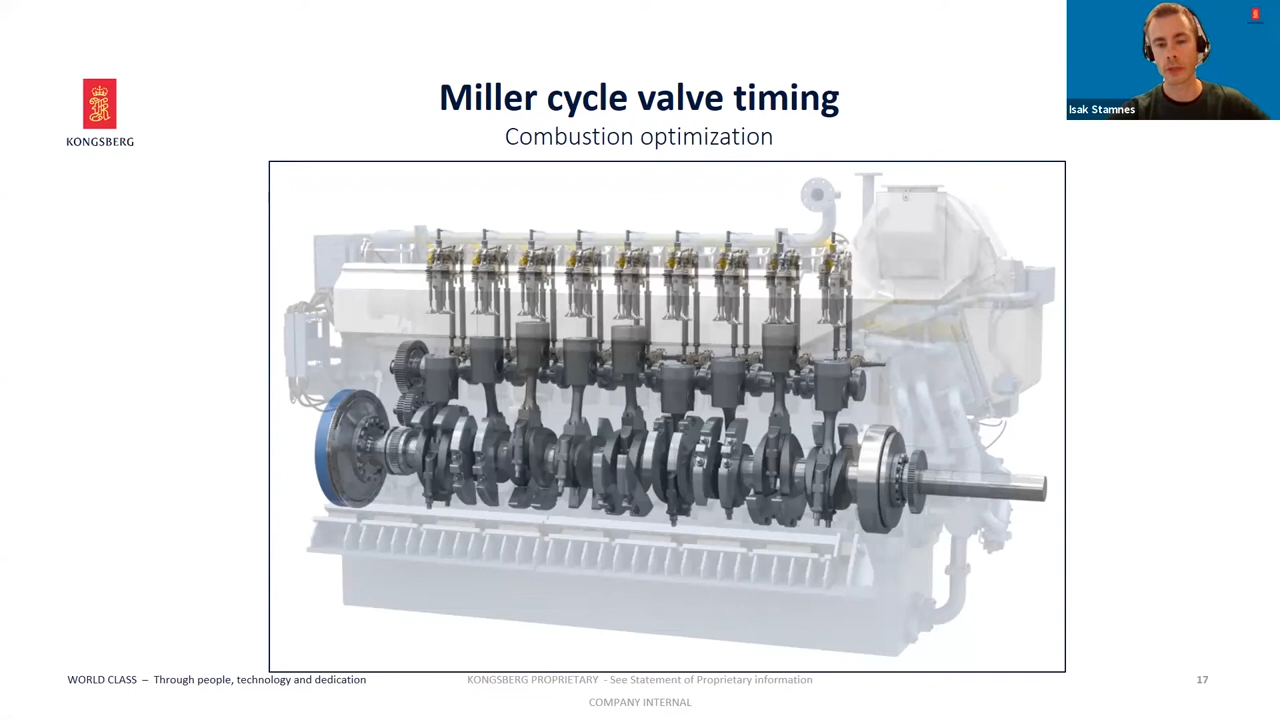 Isak Stamnes
KONGSBERG
Miller cycle valve timing
Combustion optimization
WORLD CLASS – Through people, technology and dedication
KONGSBERG PROPRIETARY - See Statement of Proprietary information
17
COMPANY INTERNAL